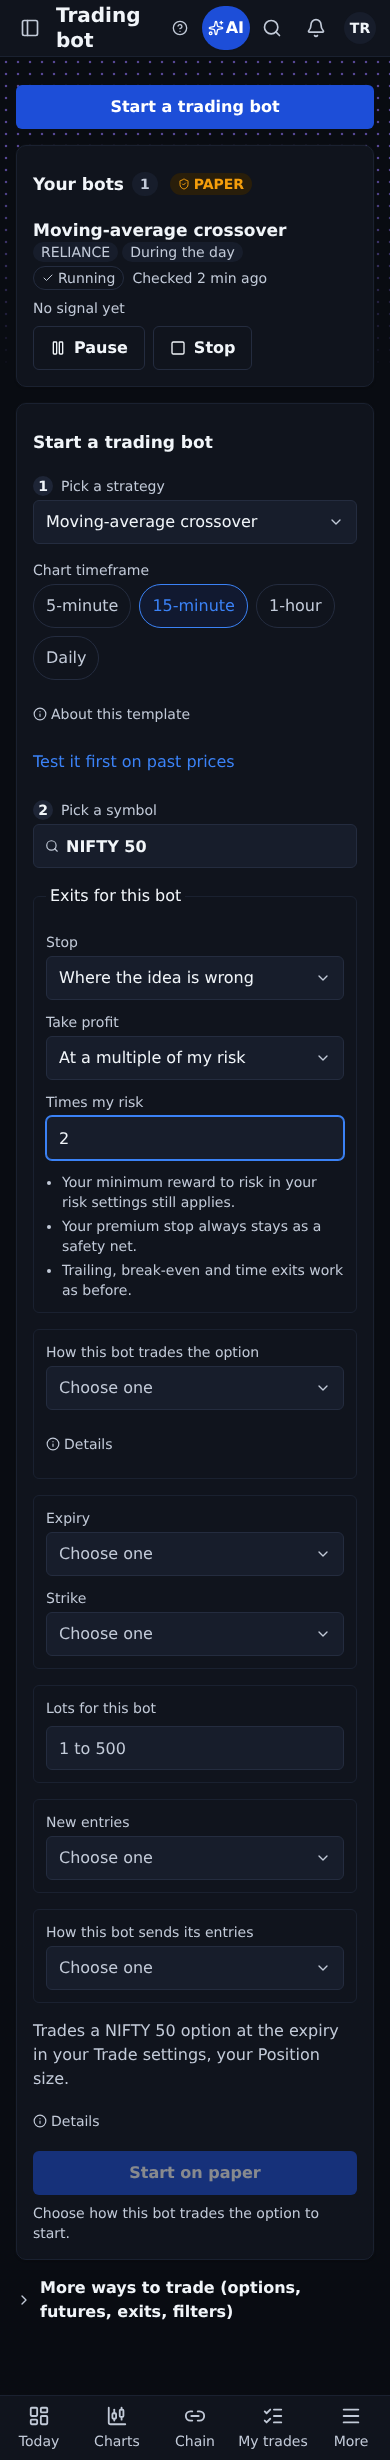 Trading
bot
AI
TR
Start a trading bot
Your bots 1 PAPER
Moving-average crossover
RELIANCE During the day
Running Checked 2 min ago
No signal yet
Pause Stop
Start a trading bot
1 Pick a strategy
Moving-average crossover
Chart timeframe
5-minute 15-minute 1-hour
Daily
About this template
Test it first on past prices
2 Pick a symbol
NIFTY 50
Exits for this bot
Stop
Where the idea is wrong
Take profit
At a multiple of my risk
Times my risk
2
• Your minimum reward to risk in your
risk settings still applies.
• Your premium stop always stays as a
safety net.
• Trailing, break-even and time exits work
as before.
How this bot trades the option
Choose one
Details
Expiry
Choose one
Strike
Choose one
Lots for this bot
1 to 500
New entries
Choose one
How this bot sends its entries
Choose one
Trades a NIFTY 50 option at the expiry
in your Trade settings, your Position
size.
Details
Start on paper
Choose how this bot trades the option to
start.
More ways to trade (options,
futures, exits, filters)
Today Charts Chain My trades More